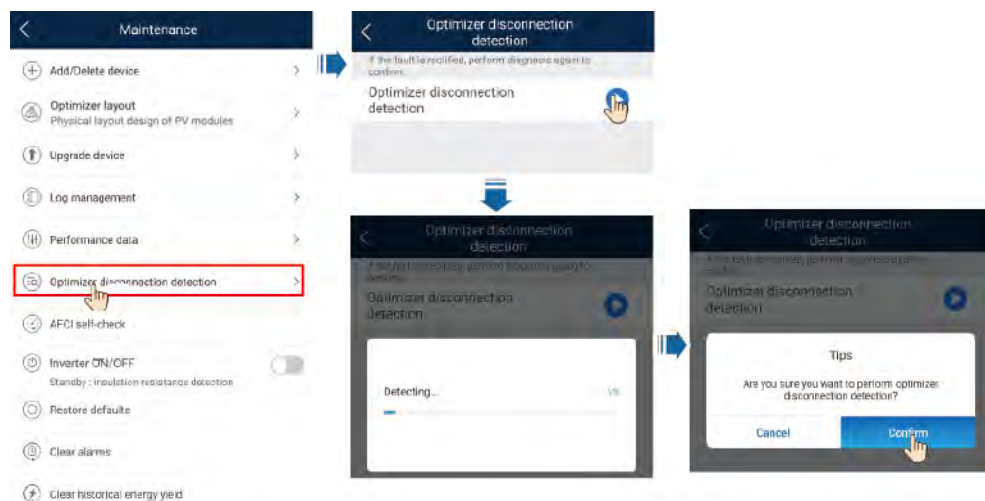 Maintenance
Add/Delete device
Optimizer layout
Physical layout design of PV modules
Upgrade device
Log management
Performance data
Optimizer disconnection detection
AFCI self-check
Inverter ON/OFF
Standby : insulation resistance detection
Restore defaults
Clear alarms
Clear historical energy yield
Optimizer disconnection
detection
If the fault is rectified, perform diagnosis again to
confirm.
Optimizer disconnection
detection
Optimizer disconnection
detection
Optimizer disconnection
detection
Detecting...
Optimizer disconnection
detection
Optimizer disconnection
detection
Tips
Are you sure you want to perform optimizer
disconnection detection?
Cancel
Confirm